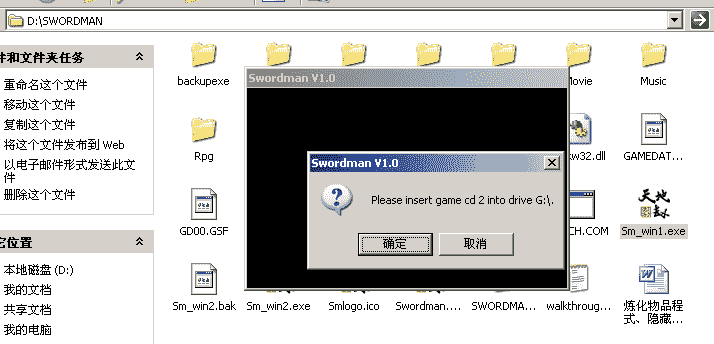 D:\SWORDMAN
件和文件夹任务
重命名这个文件
移动这个文件
复制这个文件
将这个文件发布到 Web
以电子邮件形式发送此文
件
删除这个文件
它位置
本地磁盘 (D:)
我的文档
共享文档
我的电脑
backupexe
Movie
Music
Rpg
kw32.dll
GAMEDAT...
GD00.GSF
CH.COM
天地
Sm_win1.exe
Sm_win2.bak
Sm_win2.exe
Smlogo.ico
Swordman....
SWORDMA...
walkthroug...
炼化物品程
式、隐藏...
Swordman V1.0
Swordman V1.0
Please insert game cd 2 into drive G:\.
确定
取消